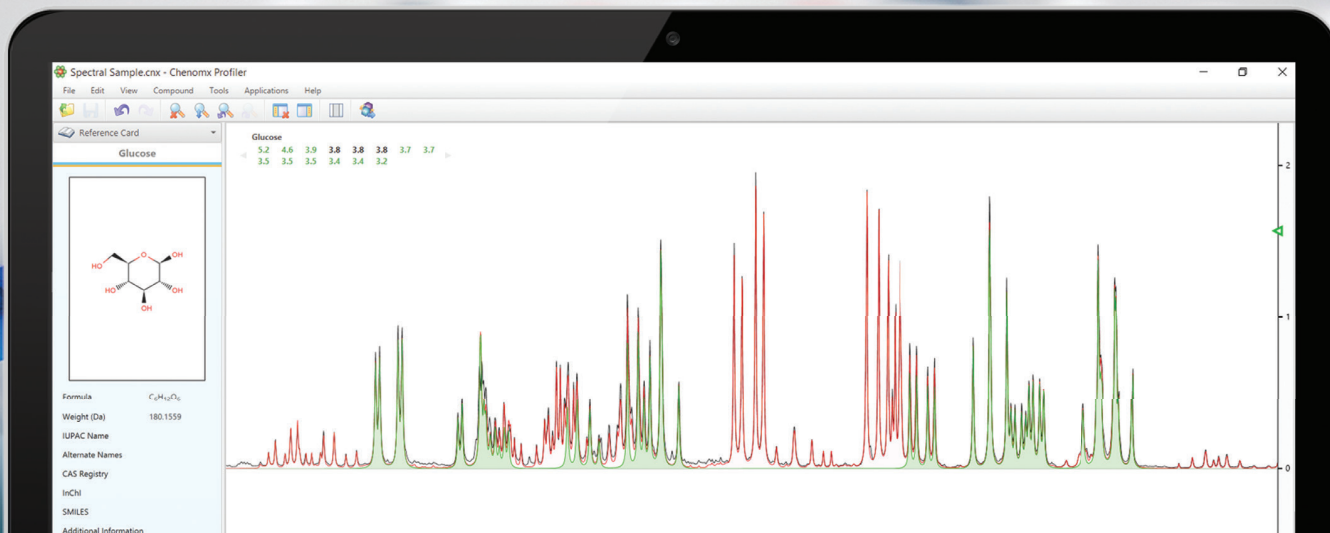 Spectral Sample.cnx - Chenomx Profiler
File Edit View Compound Tools Applications Help
Reference Card
Glucose
HO
O
OH
HO
OH
OH
Formula C₆H₁₂O₆
Weight (Da) 180.1559
IUPAC Name
Alternate Names
CAS Registry
InChI
SMILES
Additional Information
Glucose
5.2 4.6 3.9 3.8 3.8 3.8 3.7 3.7
3.5 3.5 3.5 3.4 3.4 3.2
2
1
0